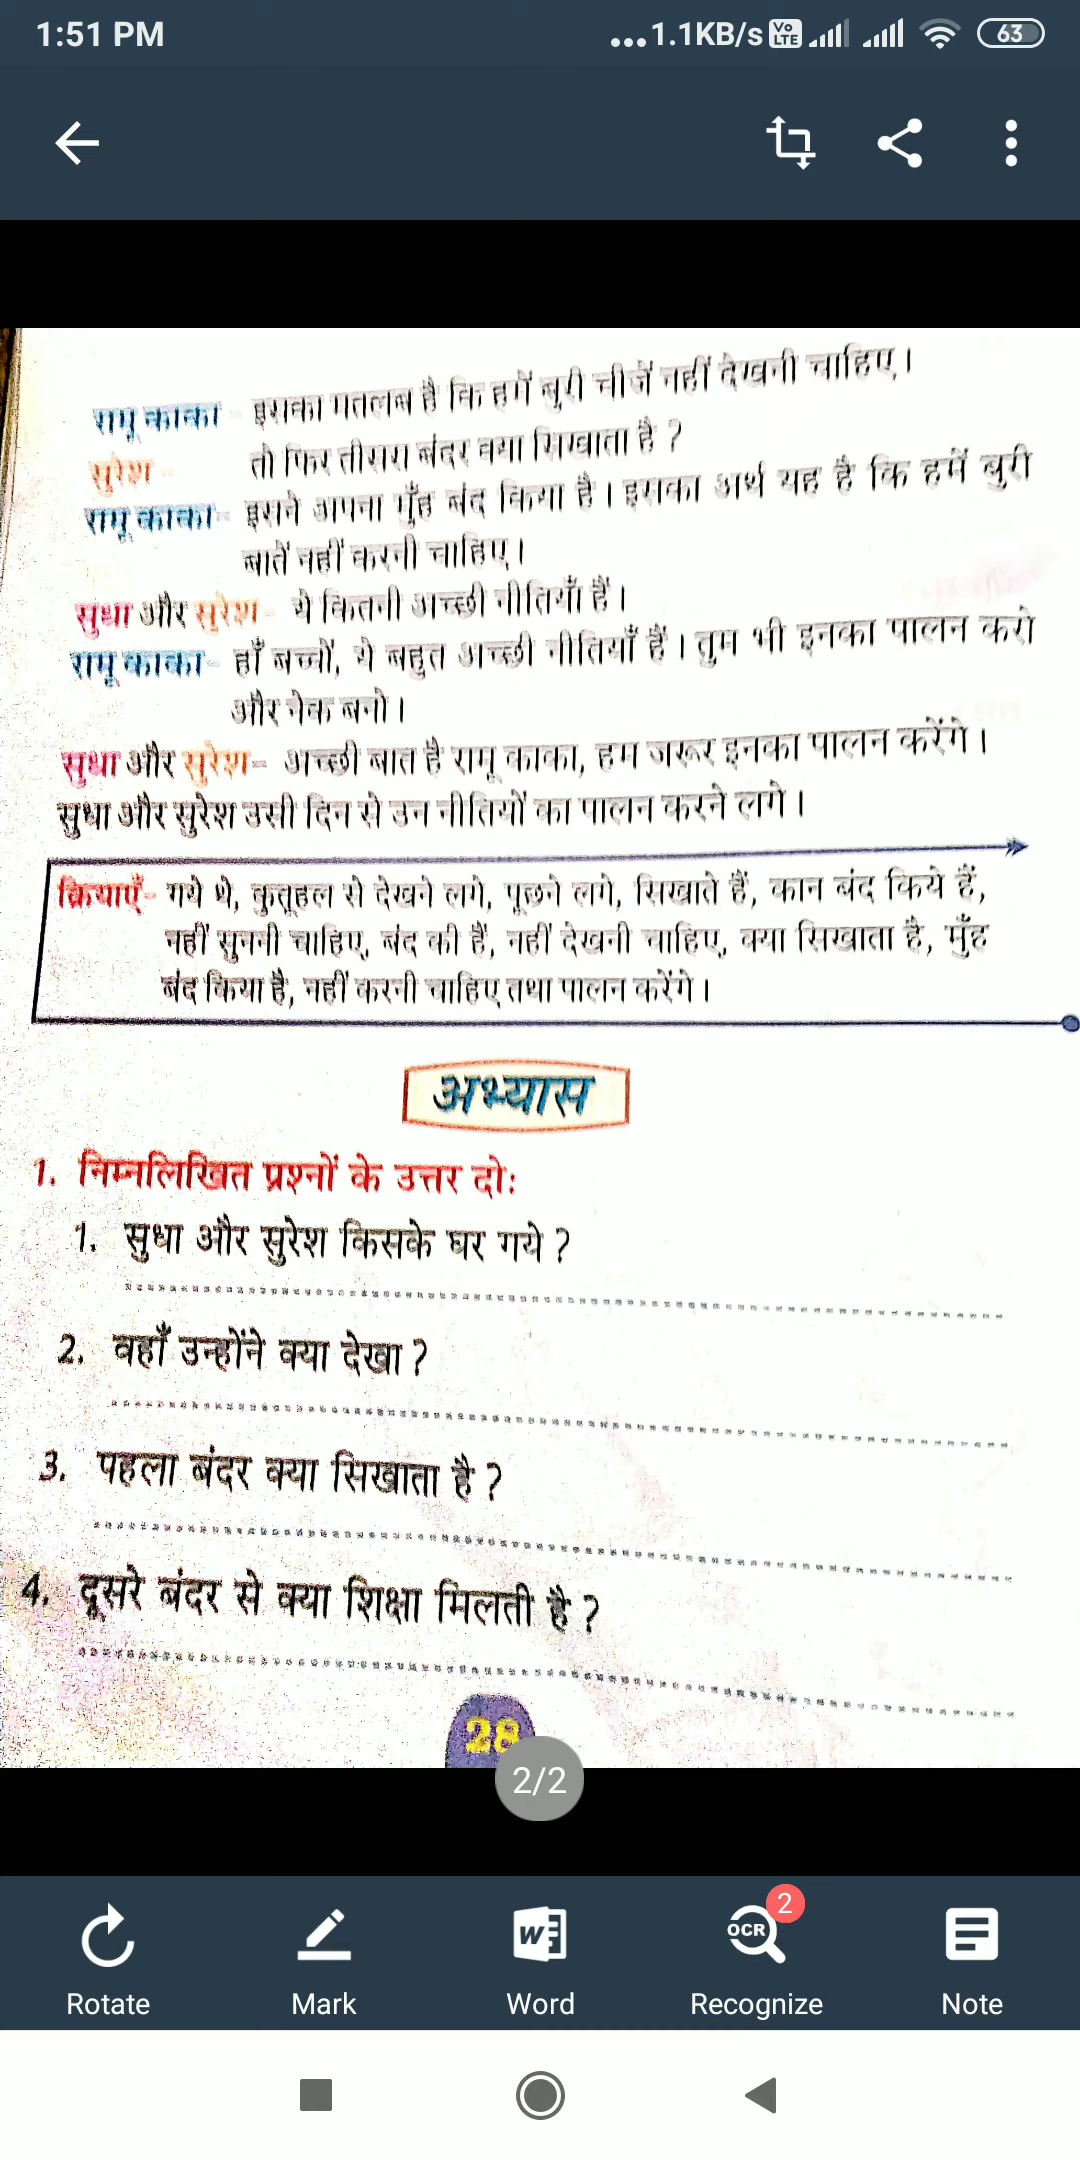 1:51 PM
...1.1KB/s Vo LTE 63
रामू काका - इसका मतलब है कि हमें बुरी चीजें नहीं देखनी चाहिए।
सुरेश - तो फिर तीसरा बंदर क्या सिखाता है ?
रामू काका- इसने अपना मुँह बंद किया है। इसका अर्थ यह है कि हमें बुरी
बातें नहीं करनी चाहिए।
सुधा और सुरेश- ये कितनी अच्छी नीतियाँ हैं।
रामू काका- हाँ बच्चों, ये बहुत अच्छी नीतियाँ हैं। तुम भी इनका पालन करो
और नेक बनो।
सुधा और सुरेश- अच्छी बात है रामू काका, हम जरूर इनका पालन करेंगे।
सुधा और सुरेश उसी दिन से उन नीतियों का पालन करने लगे।
क्रियाएँ- गये थे, कुतूहल से देखने लगे, पूछने लगे, सिखाते हैं, कान बंद किये हैं,
नहीं सुननी चाहिए, बंद की हैं, नहीं देखनी चाहिए, क्या सिखाता है, मुँह
बंद किया है, नहीं करनी चाहिए तथा पालन करेंगे।
अभ्यास
1. निम्नलिखित प्रश्नों के उत्तर दो:
1. सुधा और सुरेश किसके घर गये ?
2. वहाँ उन्होंने क्या देखा ?
3. पहला बंदर क्या सिखाता है ?
4. दूसरे बंदर से क्या शिक्षा मिलती है ?
28
2/2
2
OCR
W
Rotate Mark Word Recognize Note